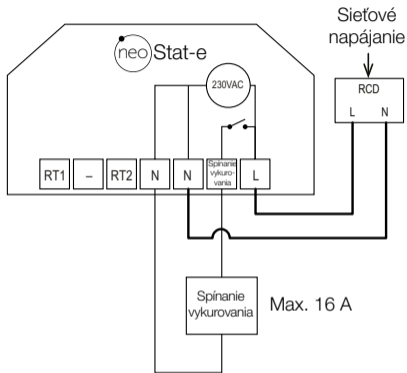 Sieťové
napájanie
neo Stat-e
230VAC
RCD
L N
RT1 – RT2 N N Spínanie vykuro- vania L
Spínanie
vykurovania
Max. 16 A